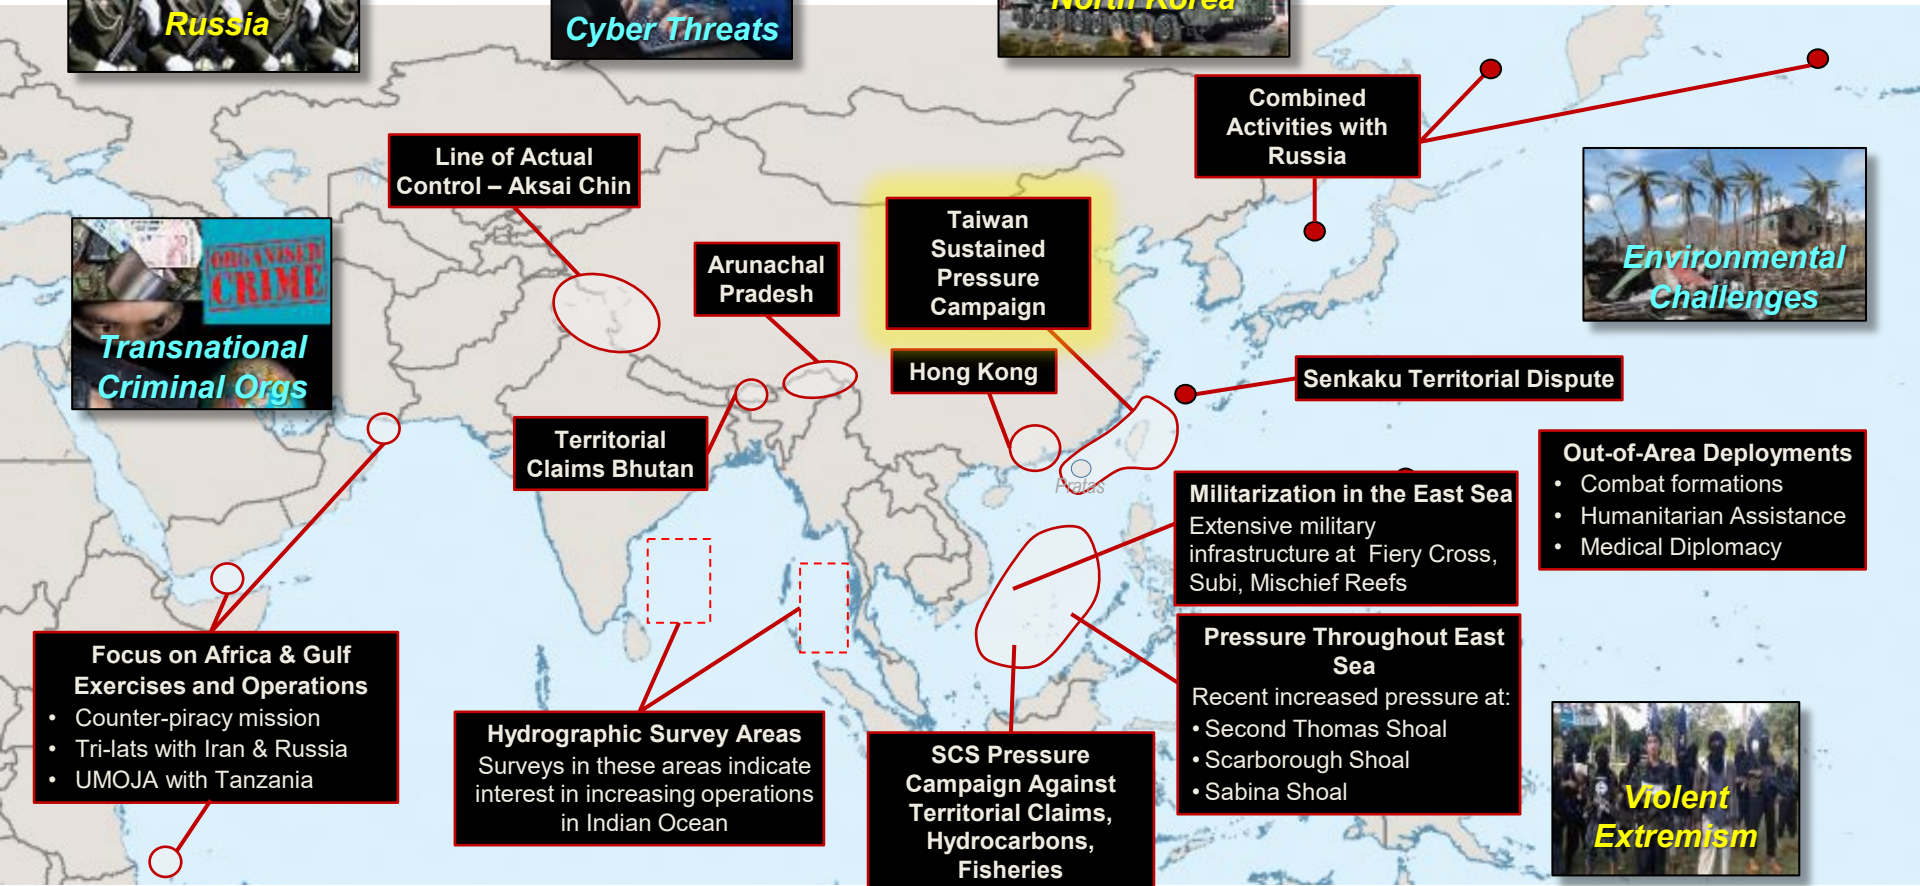 Russia
Cyber Threats
North Korea
Combined
Activities with
Russia
Line of Actual
Control – Aksai Chin
Taiwan
Sustained
Pressure
Campaign
Environmental
Challenges
ORGANISED
CRIME
Transnational
Criminal Orgs
Arunachal
Pradesh
Hong Kong
Senkaku Territorial Dispute
Territorial
Claims Bhutan
Pratas
Out-of-Area Deployments
• Combat formations
• Humanitarian Assistance
• Medical Diplomacy
Militarization in the East Sea
Extensive military
infrastructure at Fiery Cross,
Subi, Mischief Reefs
Pressure Throughout East
Sea
Recent increased pressure at:
• Second Thomas Shoal
• Scarborough Shoal
• Sabina Shoal
Focus on Africa & Gulf
Exercises and Operations
• Counter-piracy mission
• Tri-lats with Iran & Russia
• UMOJA with Tanzania
Hydrographic Survey Areas
Surveys in these areas indicate
interest in increasing operations
in Indian Ocean
SCS Pressure
Campaign Against
Territorial Claims,
Hydrocarbons,
Fisheries
Violent
Extremism